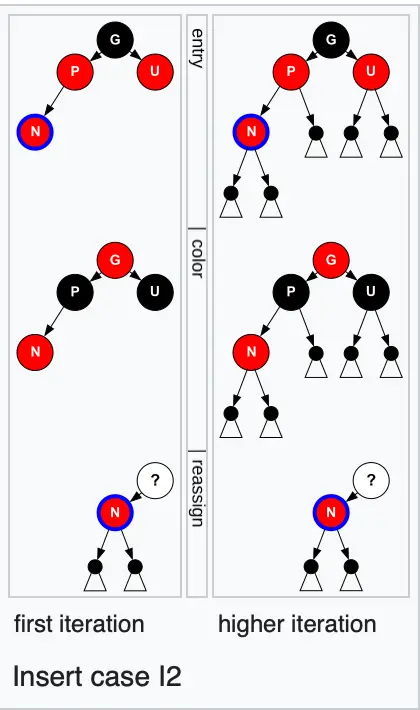 G
P
U
N
entry
G
P
U
N
| color
G
P
U
N
G
P
U
N
| reassign
?
N
?
N
first iteration
higher iteration
Insert case I2